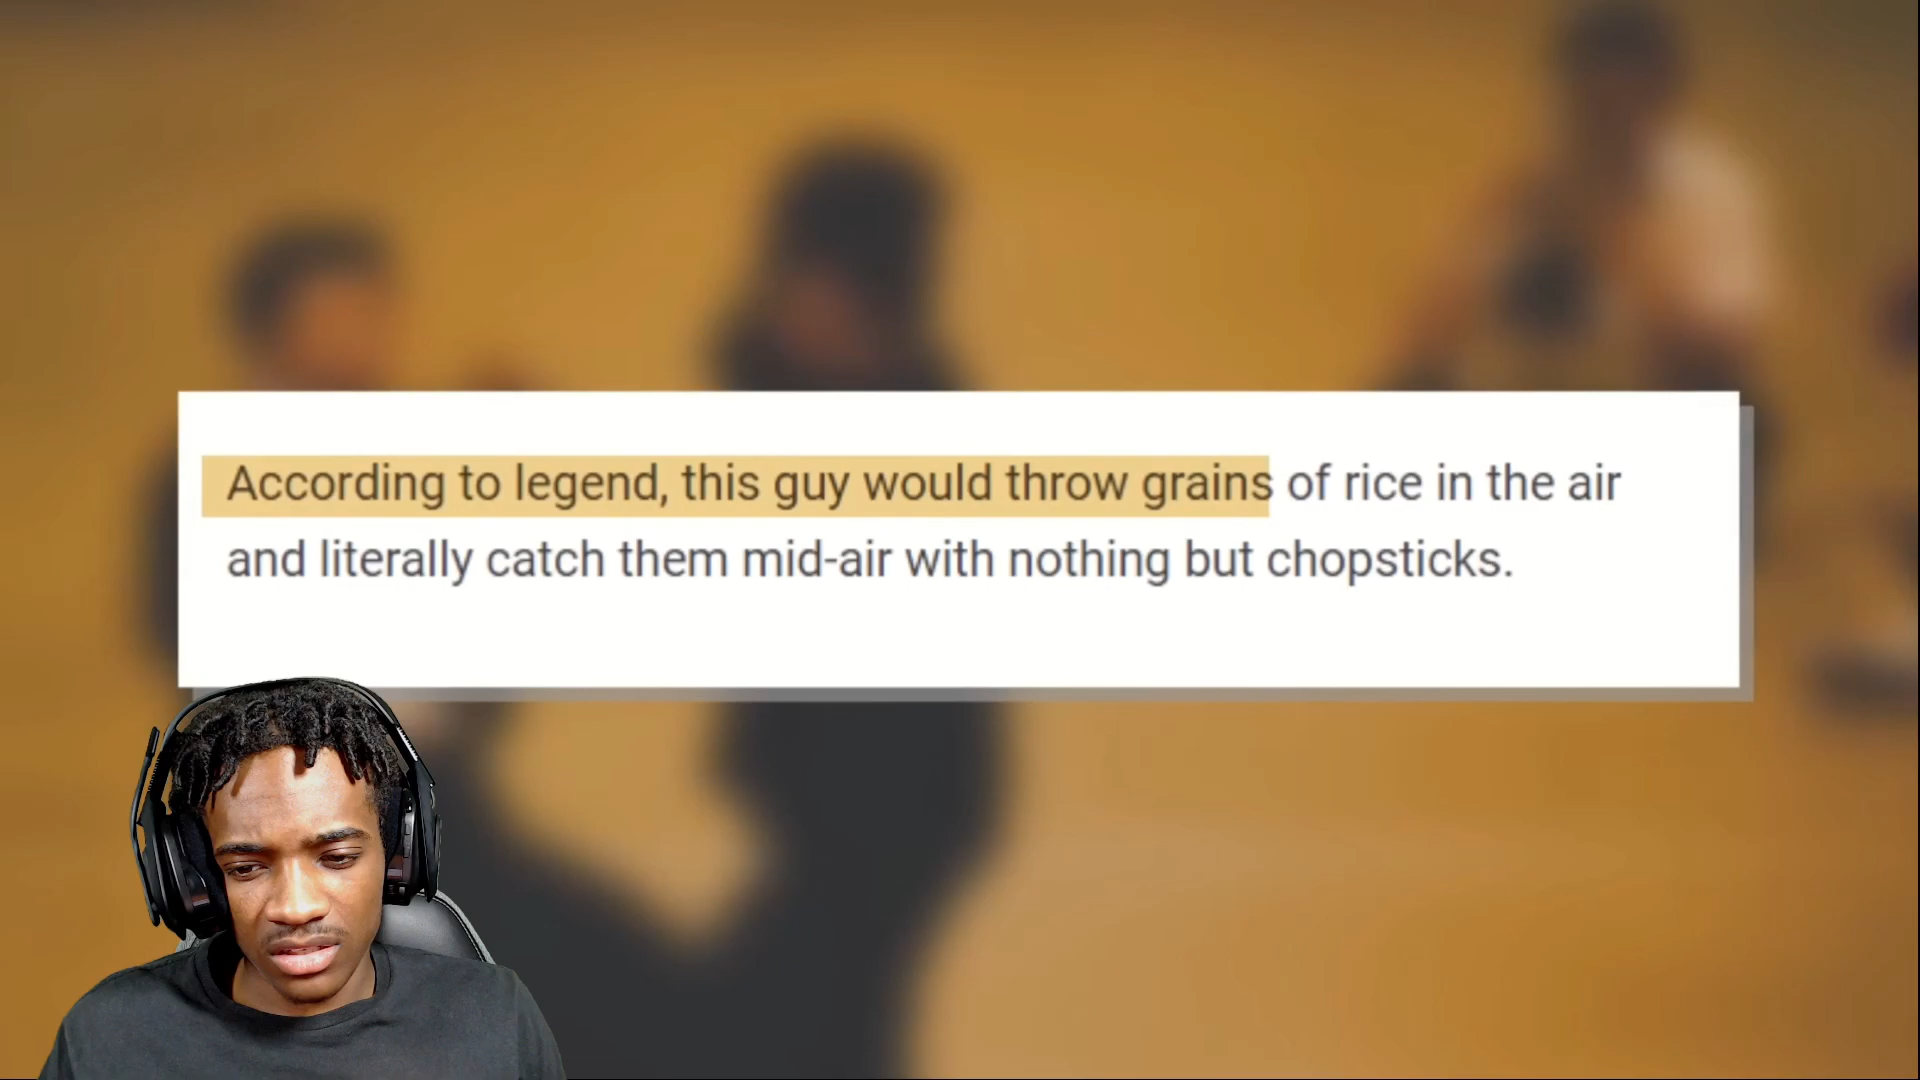 According to legend, this guy would throw grains of rice in the air
and literally catch them mid-air with nothing but chopsticks.